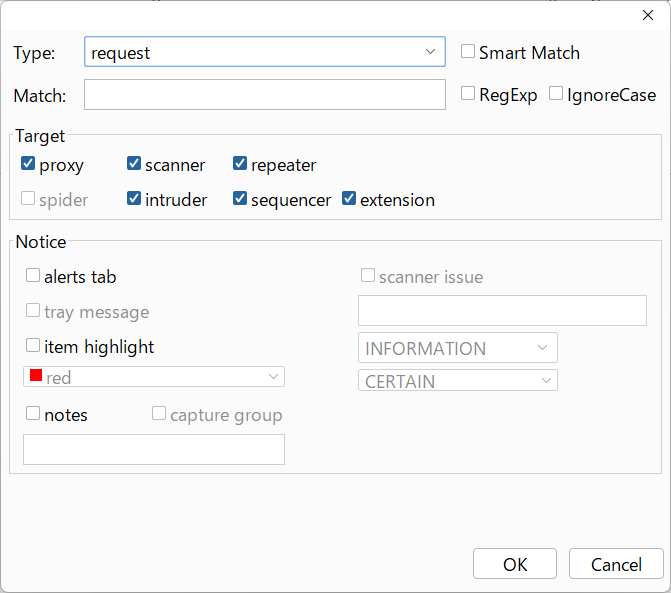 Type: request Smart Match
Match: RegExp IgnoreCase
Target
proxy scanner repeater
spider intruder sequencer extension
Notice
alerts tab scanner issue
tray message
item highlight INFORMATION
red CERTAIN
notes capture group
OK Cancel